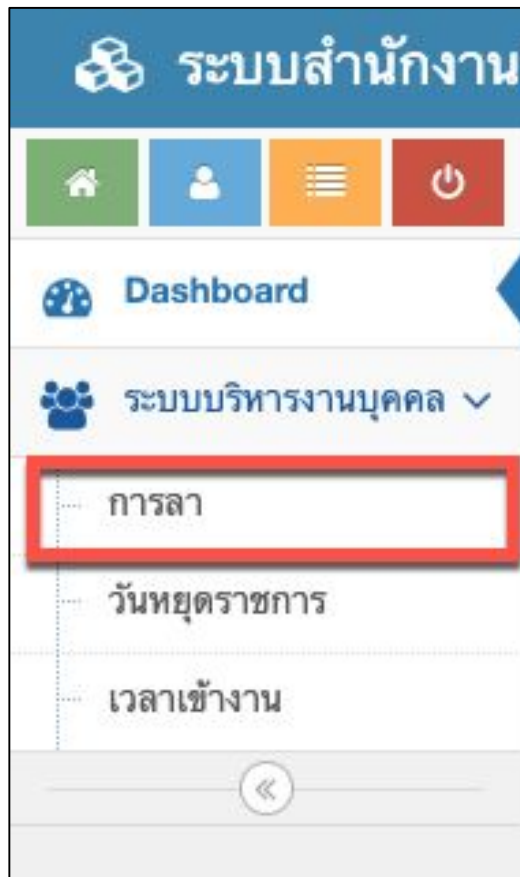 ระบบสำนักงาน
Dashboard
ระบบบริหารงานบุคคล
การลา
วันหยุดราชการ
เวลาเข้างาน